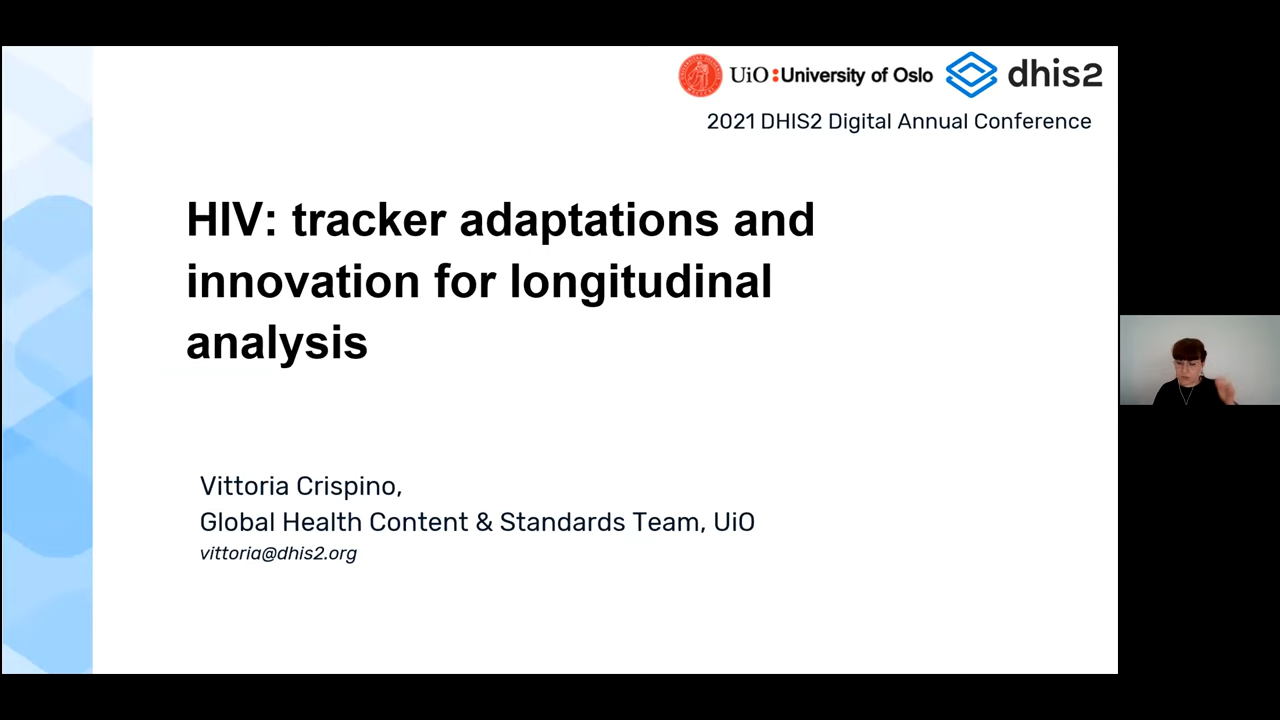 UiO:University of Oslo dhis2
2021 DHIS2 Digital Annual Conference
HIV: tracker adaptations and
innovation for longitudinal
analysis
Vittoria Crispino,
Global Health Content & Standards Team, UiO
vittoria@dhis2.org